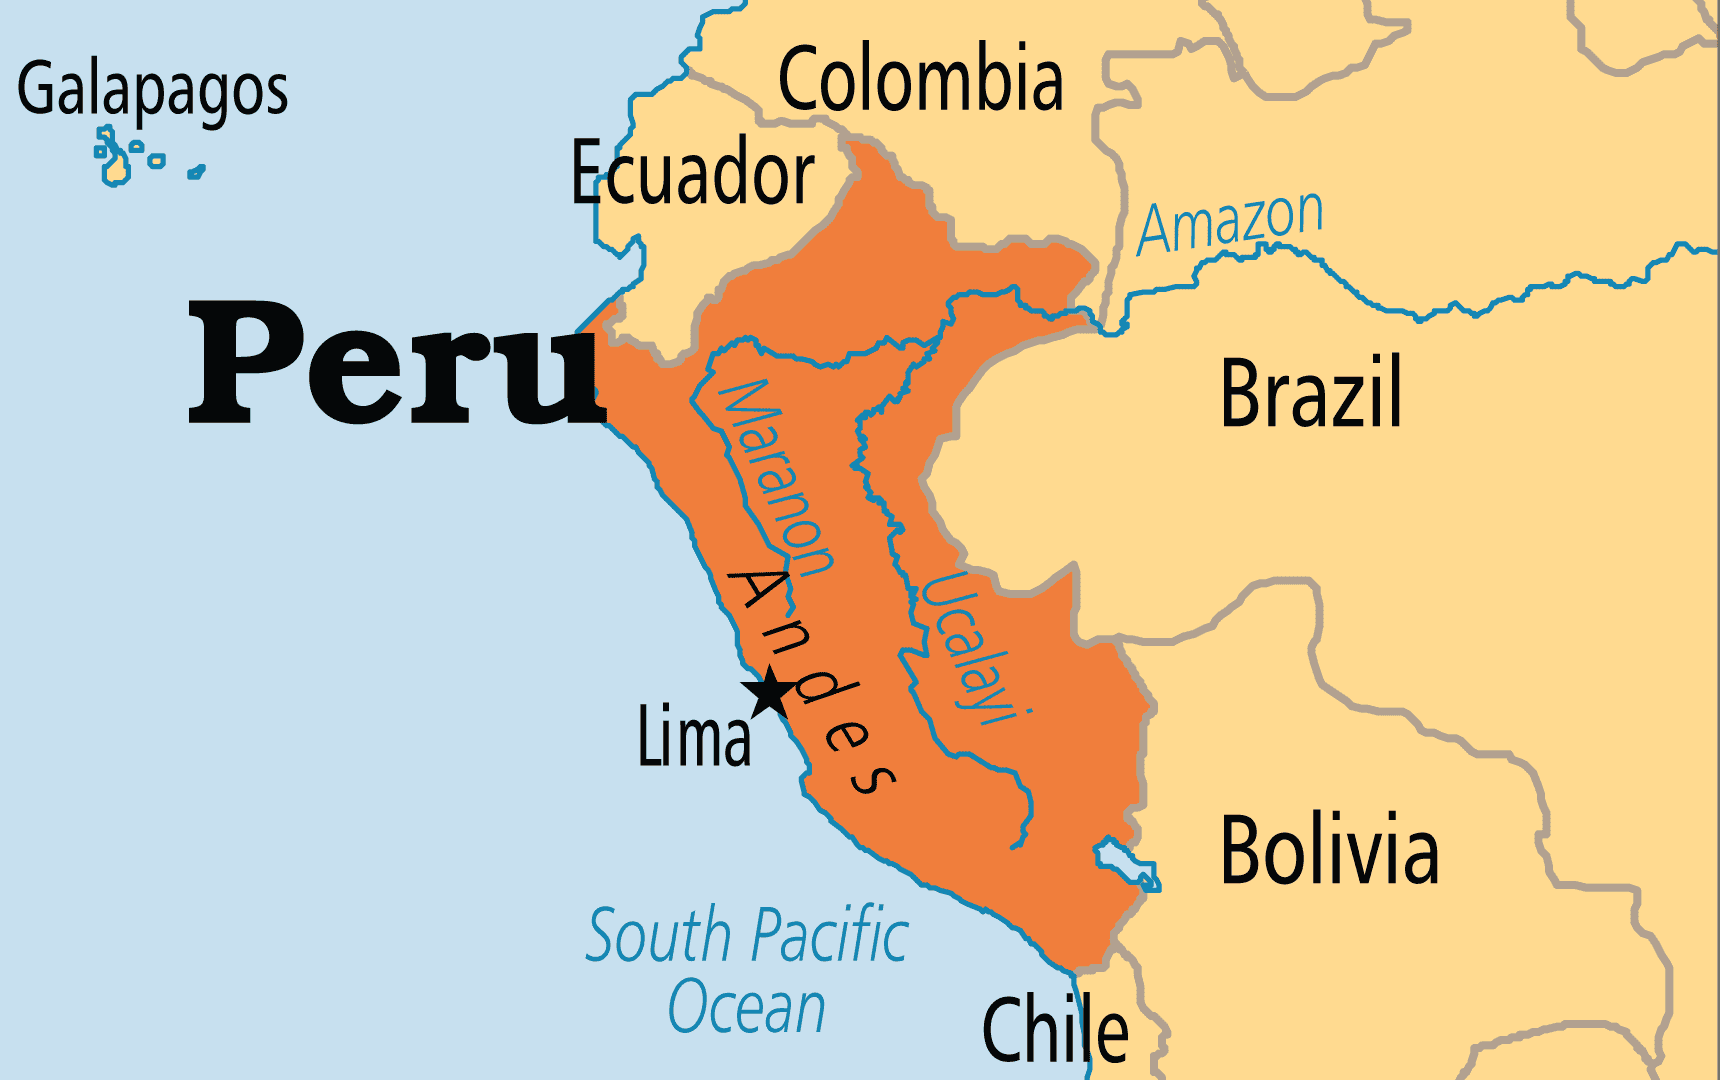 Colombia
Galapagos
Ecuador
Amazon
Peru
Brazil
Maranon
Andes
Ucalayi
Lima
Bolivia
South Pacific
Ocean
Chile